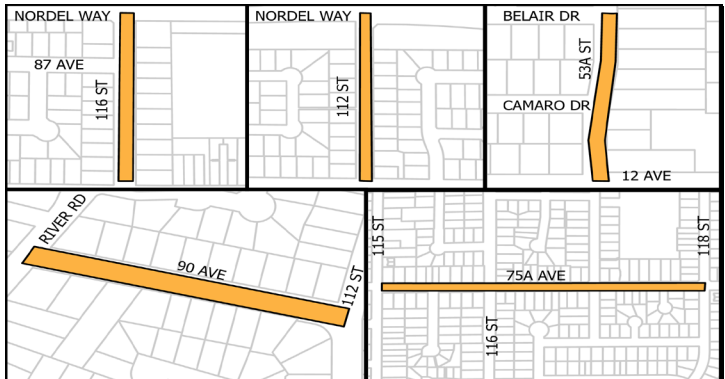 NORDEL WAY
87 AVE
116 ST
NORDEL WAY
112 ST
BELAIR DR
53A ST
CAMARO DR
12 AVE
RIVER RD
90 AVE
112 ST
115 ST
118 ST
75A AVE
116 ST